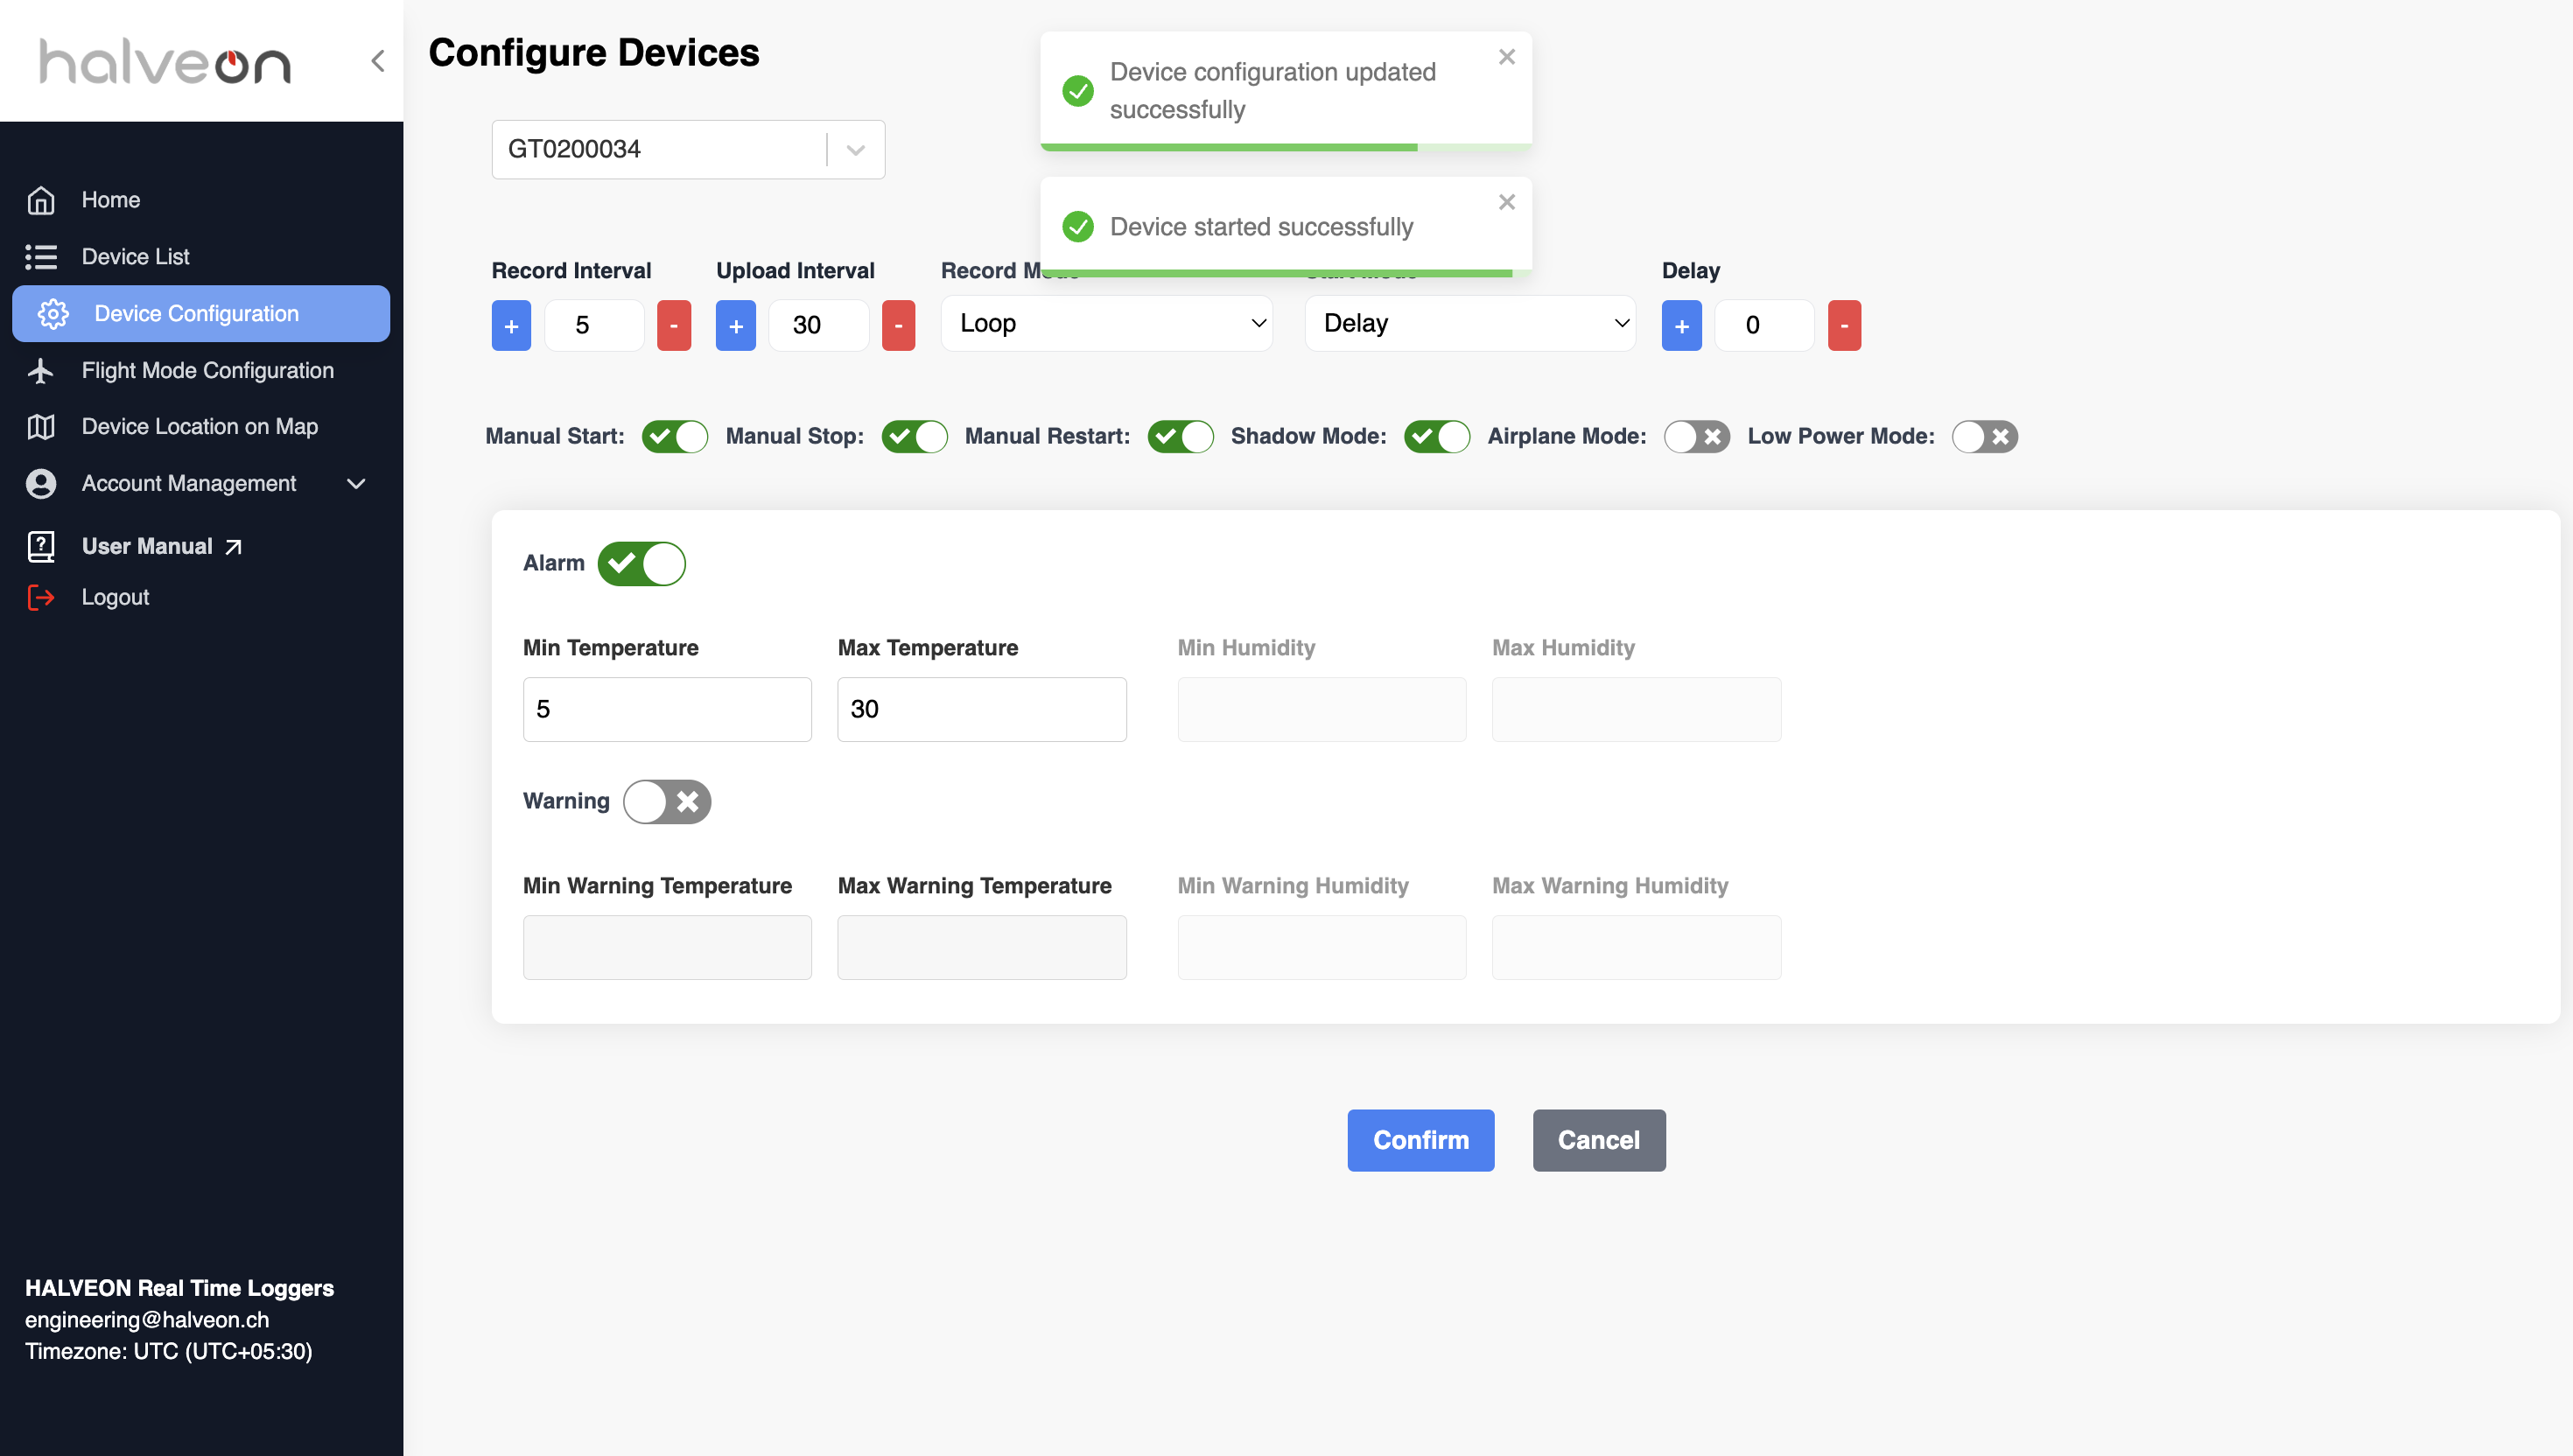 halveon
Home
Device List
Device Configuration
Flight Mode Configuration
Device Location on Map
Account Management
User Manual
Logout
HALVEON Real Time Loggers
engineering@halveon.ch
Timezone: UTC (UTC+05:30)
Configure Devices
Device configuration updated
successfully
Device started successfully
GT0200034
Record Interval Upload Interval Record Delay
+ 5 - + 30 - Loop Delay + 0 -
Manual Start: Manual Stop: Manual Restart: Shadow Mode: Airplane Mode: Low Power Mode:
Alarm
Min Temperature Max Temperature Min Humidity Max Humidity
5 30
Warning
Min Warning Temperature Max Warning Temperature Min Warning Humidity Max Warning Humidity
Confirm Cancel